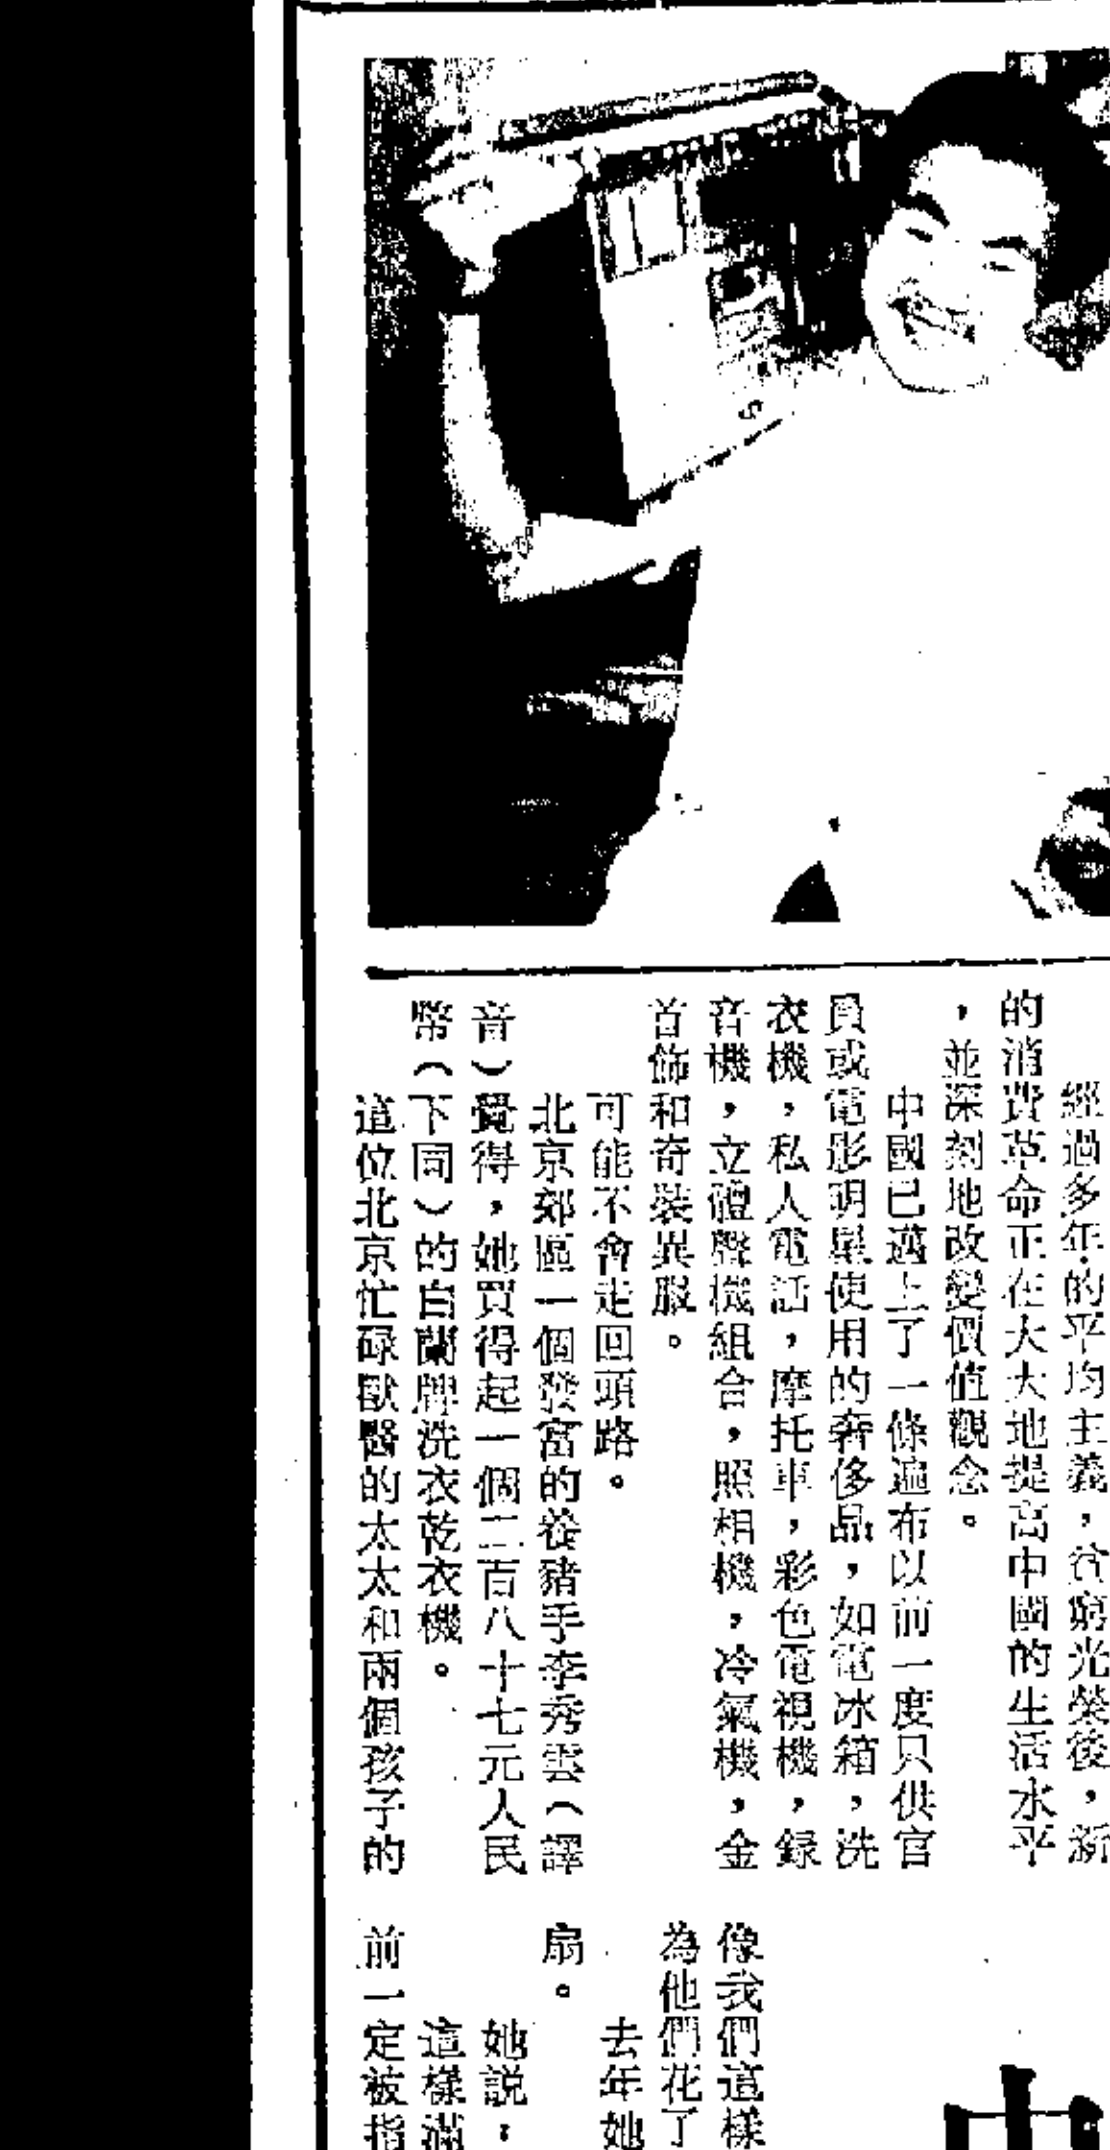 經過多年的平均主義，貧窮光榮後，新
的消費革命正在大大地提高中國的生活水平
，並深刻地改變價值觀念。
中國已邁上了一條遍布以前一度只供官
員或電影明星使用的奢侈品，如電冰箱，洗
衣機，私人電話，摩托車，彩色電視機，録
音機，立體聲機組合，照相機，冷氣機，金
首飾和奇裝異服。
可能不會走回頭路。
北京郊區一個發富的養豬手李秀雲（譯
音）覺得，她買得起一個二百八十七元人民
幣（下同）的白蘭牌洗衣乾衣機。
這位北京忙碌獸醫的太太和兩個孩子的
像我們這樣
為他們花了
去年她
扇。
她説，
這樣滿
前一定被指